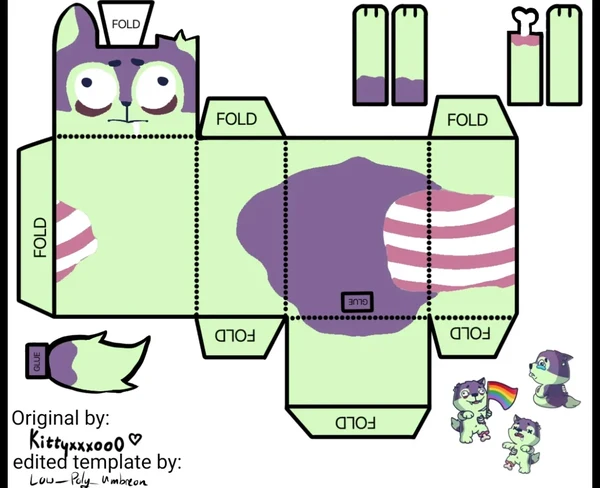 FOLD
FOLD
FOLD
FOLD
GLUE
FOLD
FOLD
GLUE
FOLD
Original by:
Kittyxxxooo ♡
edited template by:
Low_Poly_Umbreon